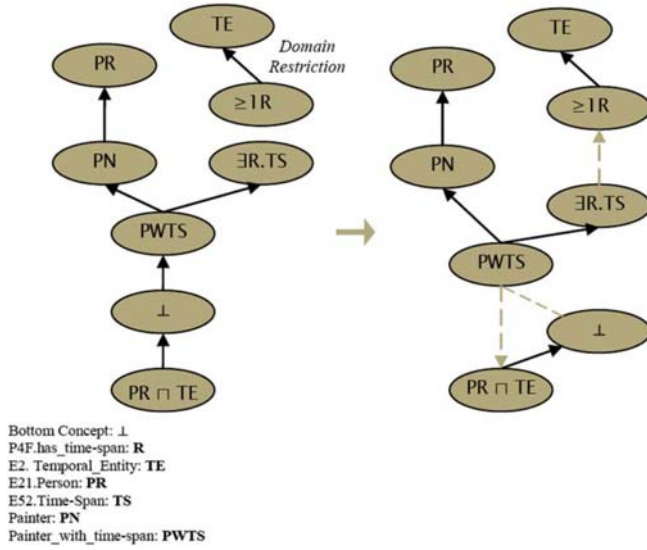 TE
Domain
Restriction
PR
≥1R
PN
∃R.TS
PWTS
⊥
PR ⊓ TE
TE
PR
≥1R
PN
∃R.TS
PWTS
⊥
PR ⊓ TE
Bottom Concept: ⊥
P4F.has_time-span: R
E2. Temporal_Entity: TE
E21.Person: PR
E52.Time-Span: TS
Painter: PN
Painter_with_time-span: PWTS